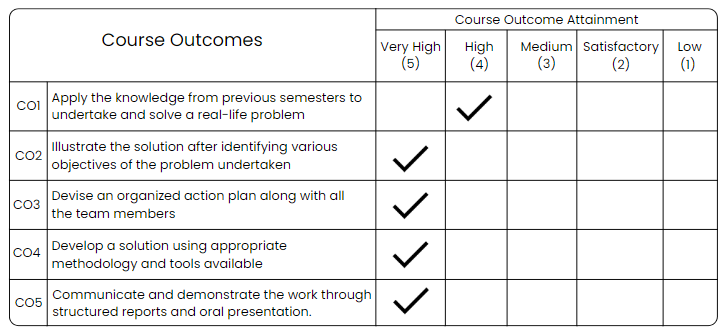 Course Outcomes
Course Outcome Attainment
Very High
(5)
High
(4)
Medium
(3)
Satisfactory
(2)
Low
(1)
CO1
Apply the knowledge from previous semesters to
undertake and solve a real-life problem
CO2
Illustrate the solution after identifying various
objectives of the problem undertaken
CO3
Devise an organized action plan along with all
the team members
CO4
Develop a solution using appropriate
methodology and tools available
CO5
Communicate and demonstrate the work through
structured reports and oral presentation.